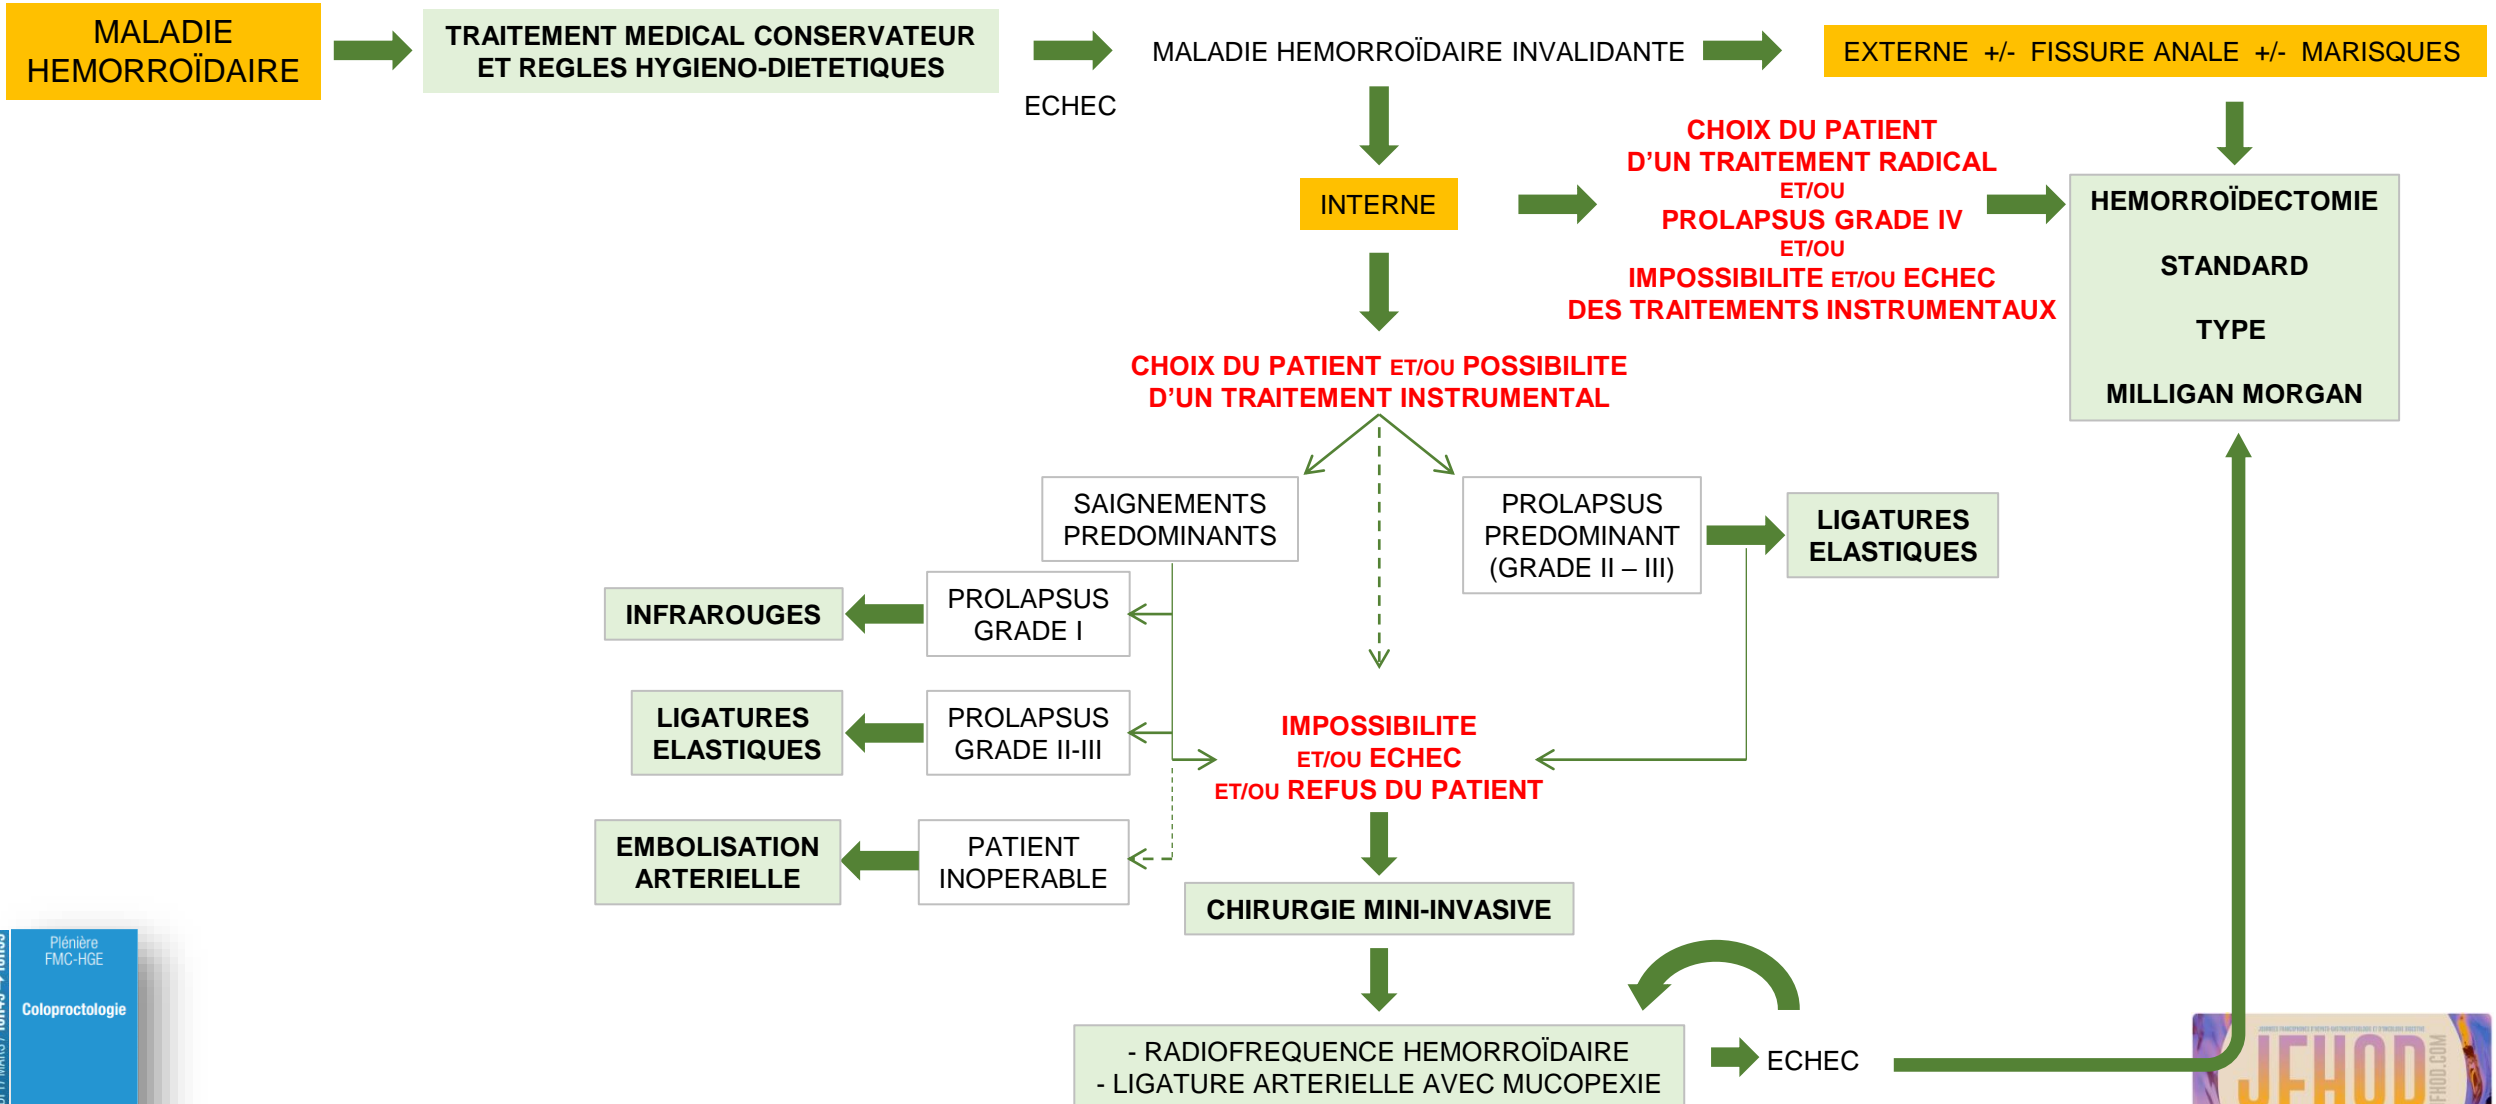 MALADIE
HEMORROÏDAIRE
TRAITEMENT MEDICAL CONSERVATEUR
ET REGLES HYGIENO-DIETETIQUES
ECHEC
MALADIE HEMORROÏDAIRE INVALIDANTE
EXTERNE +/- FISSURE ANALE +/- MARISQUES
INTERNE
CHOIX DU PATIENT
D’UN TRAITEMENT RADICAL
ET/OU
PROLAPSUS GRADE IV
ET/OU
IMPOSSIBILITE ET/OU ECHEC
DES TRAITEMENTS INSTRUMENTAUX
HEMORROÏDECTOMIE
STANDARD
TYPE
MILLIGAN MORGAN
CHOIX DU PATIENT ET/OU POSSIBILITE
D’UN TRAITEMENT INSTRUMENTAL
SAIGNEMENTS
PREDOMINANTS
PROLAPSUS
PREDOMINANT
(GRADE II – III)
LIGATURES
ELASTIQUES
INFRAROUGES
PROLAPSUS
GRADE I
LIGATURES
ELASTIQUES
PROLAPSUS
GRADE II-III
IMPOSSIBILITE
ET/OU ECHEC
ET/OU REFUS DU PATIENT
EMBOLISATION
ARTERIELLE
PATIENT
INOPERABLE
CHIRURGIE MINI-INVASIVE
- RADIOFREQUENCE HEMORROÏDAIRE
- LIGATURE ARTERIELLE AVEC MUCOPEXIE
ECHEC
Plénière
FMC-HGE
Coloproctologie
JFHOD